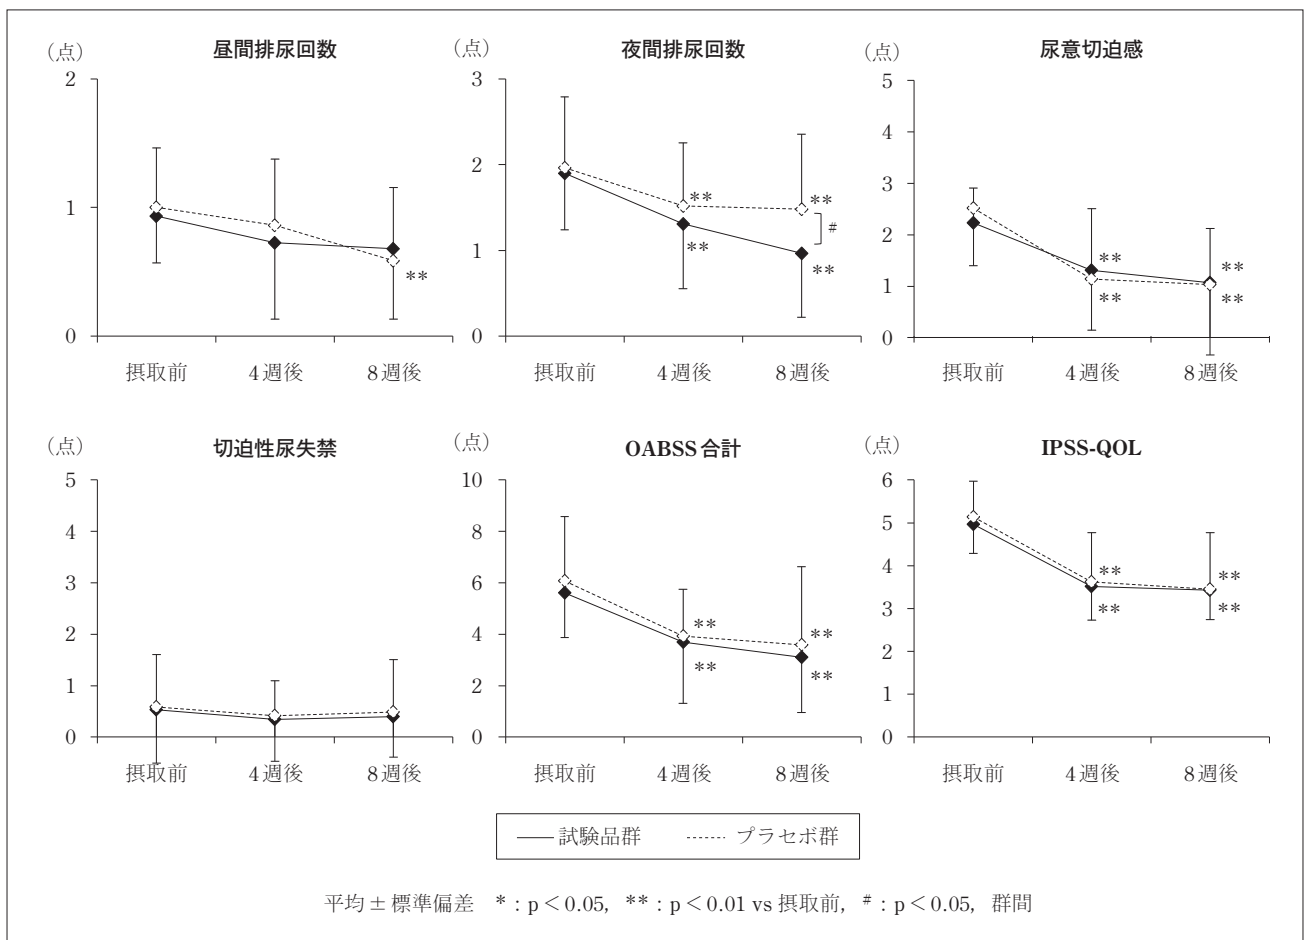 昼間排尿回数
（点）
2
1
0
**
摂取前 4週後 8週後
夜間排尿回数
（点）
3
2
1
0
** **
#
** **
摂取前 4週後 8週後
尿意切迫感
（点）
5
4
3
2
1
0
** **
** **
摂取前 4週後 8週後
切迫性尿失禁
（点）
5
4
3
2
1
0
摂取前 4週後 8週後
OABSS合計
（点）
10
8
6
4
2
0
** **
** **
摂取前 4週後 8週後
IPSS-QOL
（点）
6
5
4
3
2
1
0
** **
** **
摂取前 4週後 8週後
試験品群 プラセボ群
平均±標準偏差 *：p＜0.05, **：p＜0.01 vs 摂取前, #：p＜0.05, 群間